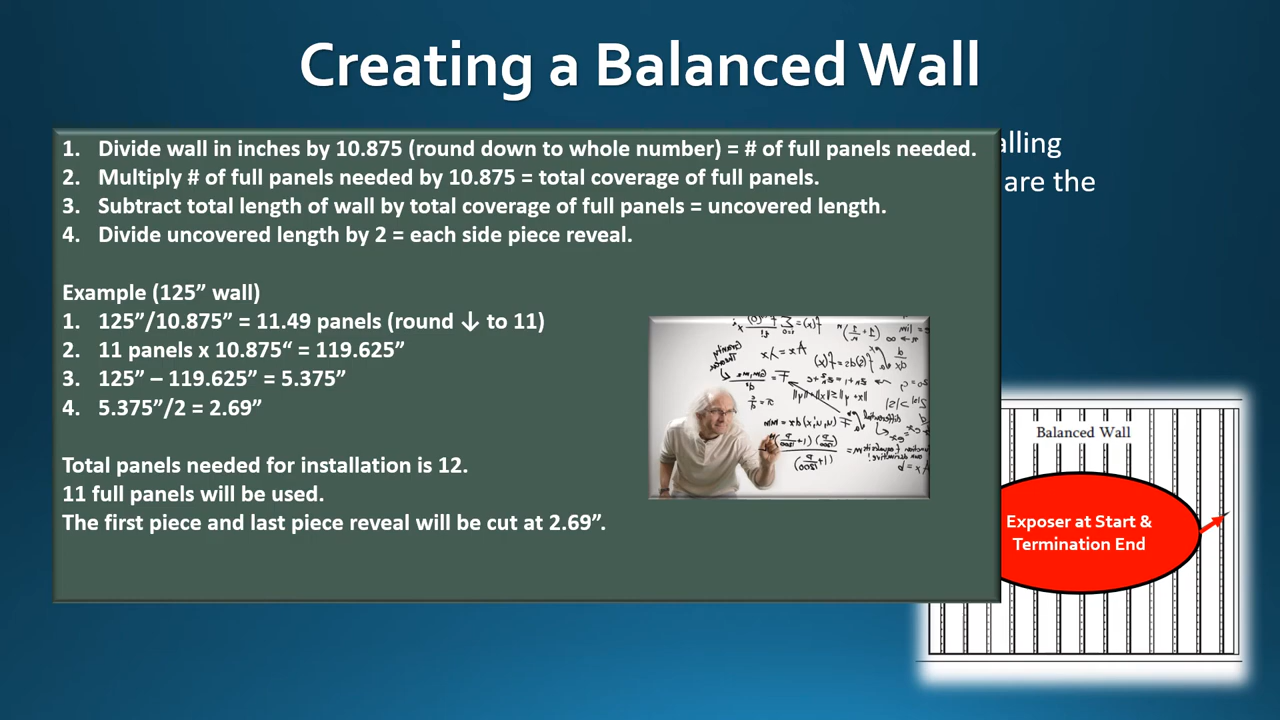 Creating a Balanced Wall
alling
are the
1. Divide wall in inches by 10.875 (round down to whole number) = # of full panels needed.
2. Multiply # of full panels needed by 10.875 = total coverage of full panels.
3. Subtract total length of wall by total coverage of full panels = uncovered length.
4. Divide uncovered length by 2 = each side piece reveal.
Example (125” wall)
1. 125”/10.875” = 11.49 panels (round ↓ to 11)
2. 11 panels x 10.875“ = 119.625”
3. 125” – 119.625” = 5.375”
4. 5.375”/2 = 2.69”
Total panels needed for installation is 12.
11 full panels will be used.
The first piece and last piece reveal will be cut at 2.69”.
Balanced Wall
Exposer at Start &
Termination End